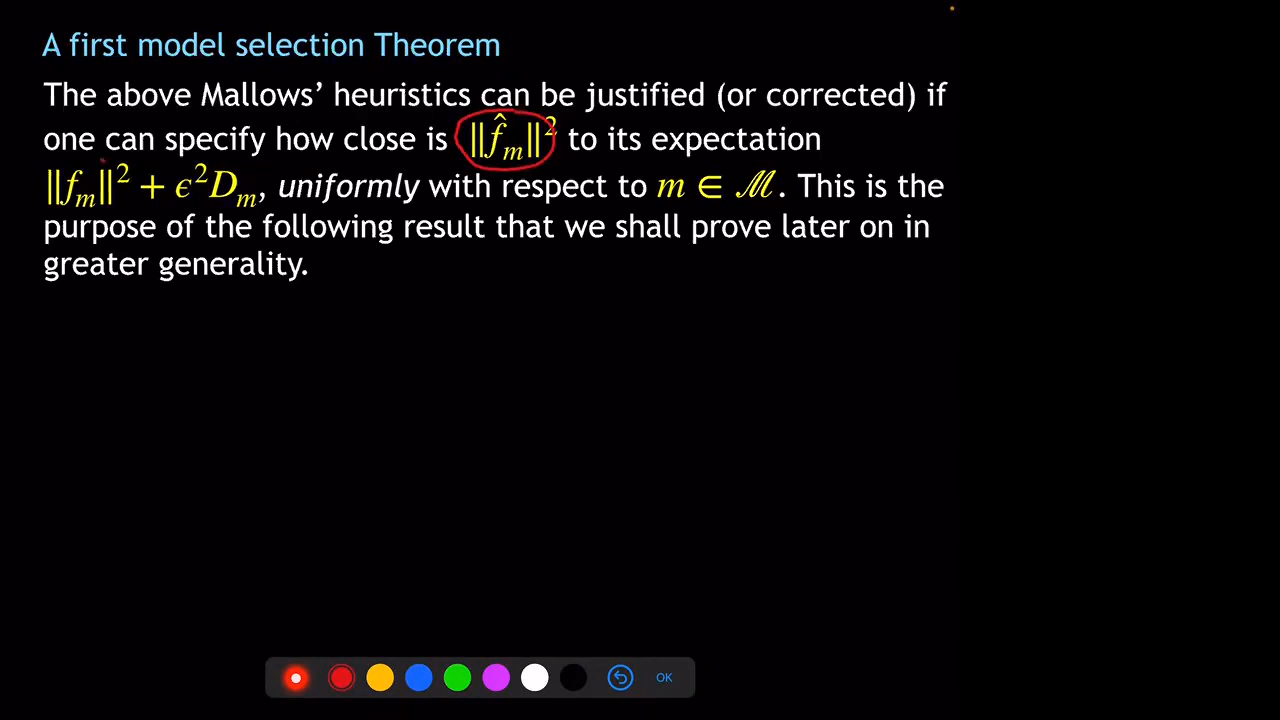 A first model selection Theorem
The above Mallows’ heuristics can be justified (or corrected) if
one can specify how close is ||f̂ₘ||² to its expectation
||fₘ||² + ϵ²Dₘ, uniformly with respect to m ∈ ℳ. This is the
purpose of the following result that we shall prove later on in
greater generality.
OK